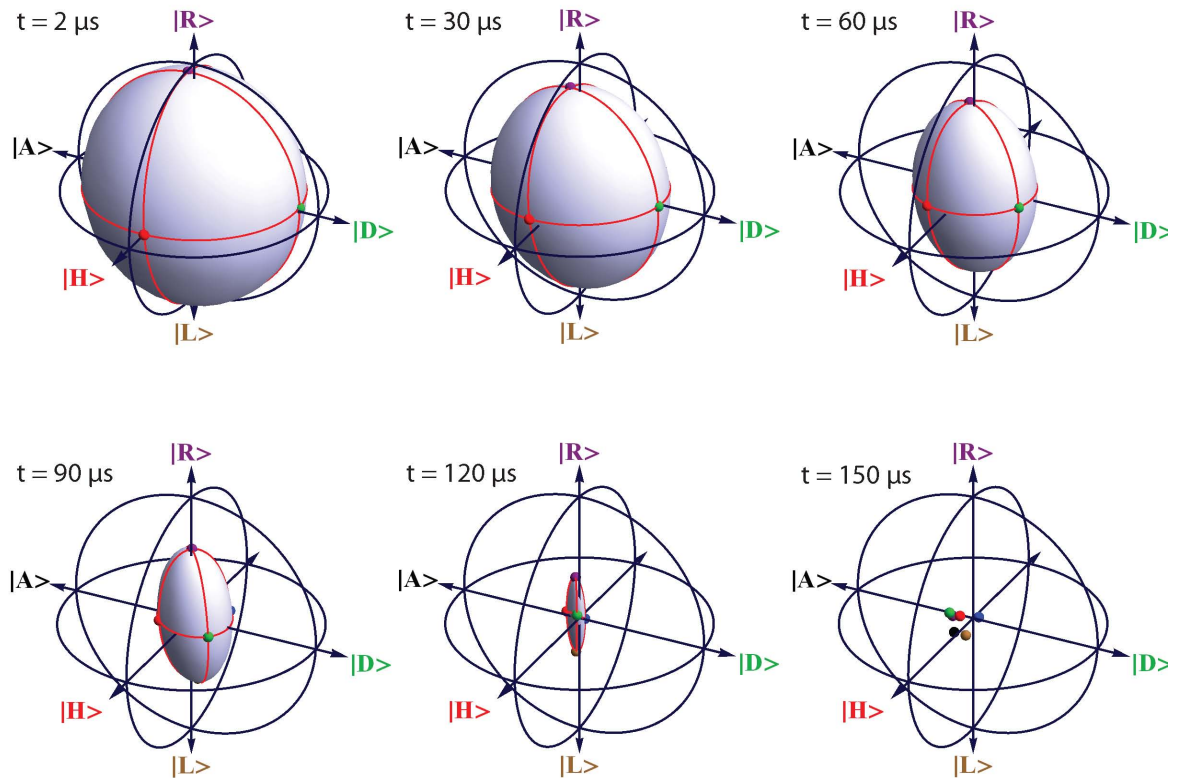 t = 2 µs
|R>
|A>
|D>
|H>
|L>
t = 30 µs
|R>
|A>
|D>
|H>
|L>
t = 60 µs
|R>
|A>
|D>
|H>
|L>
t = 90 µs
|R>
|A>
|D>
|H>
|L>
t = 120 µs
|R>
|A>
|D>
|H>
|L>
t = 150 µs
|R>
|A>
|D>
|H>
|L>